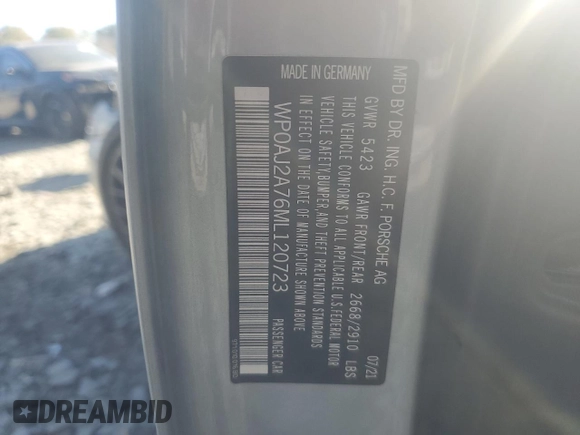 MFD BY DR. ING. H.C. F. PORSCHE AG 07/21
GVWR 5423 GAWR FRONT/REAR 2668/2910 LBS
THIS VEHICLE CONFORMS TO ALL APPLICABLE U.S.FEDERAL MOTOR
VEHICLE SAFETY,BUMPER,AND THEFT PREVENTION STANDARDS
IN EFFECT ON THE DATE OF MANUFACTURE SHOWN ABOVE
WP0AJ2A76ML120723 PASSENGER CAR
MADE IN GERMANY
DREAMBID